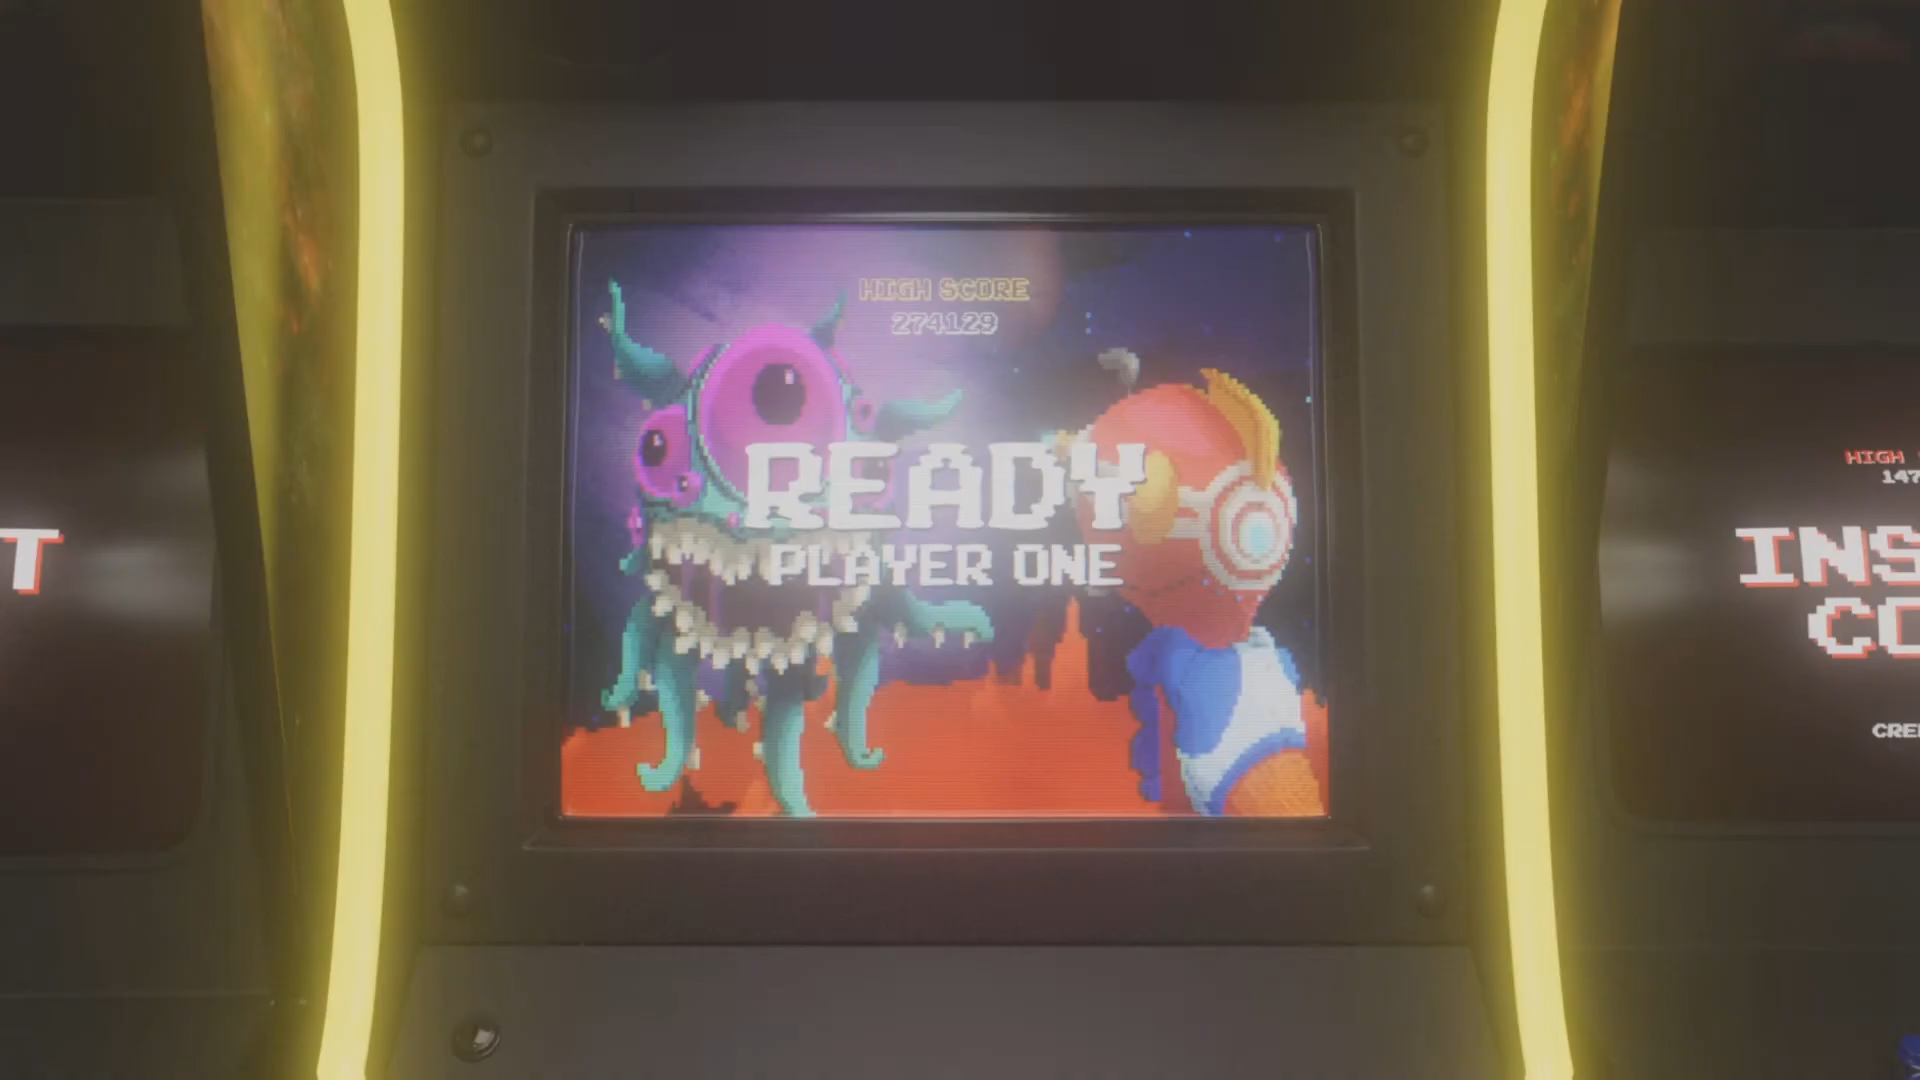 HIGH SCORE
274129
READY
PLAYER ONE
T
HIGH
147
INS
CO
CRE